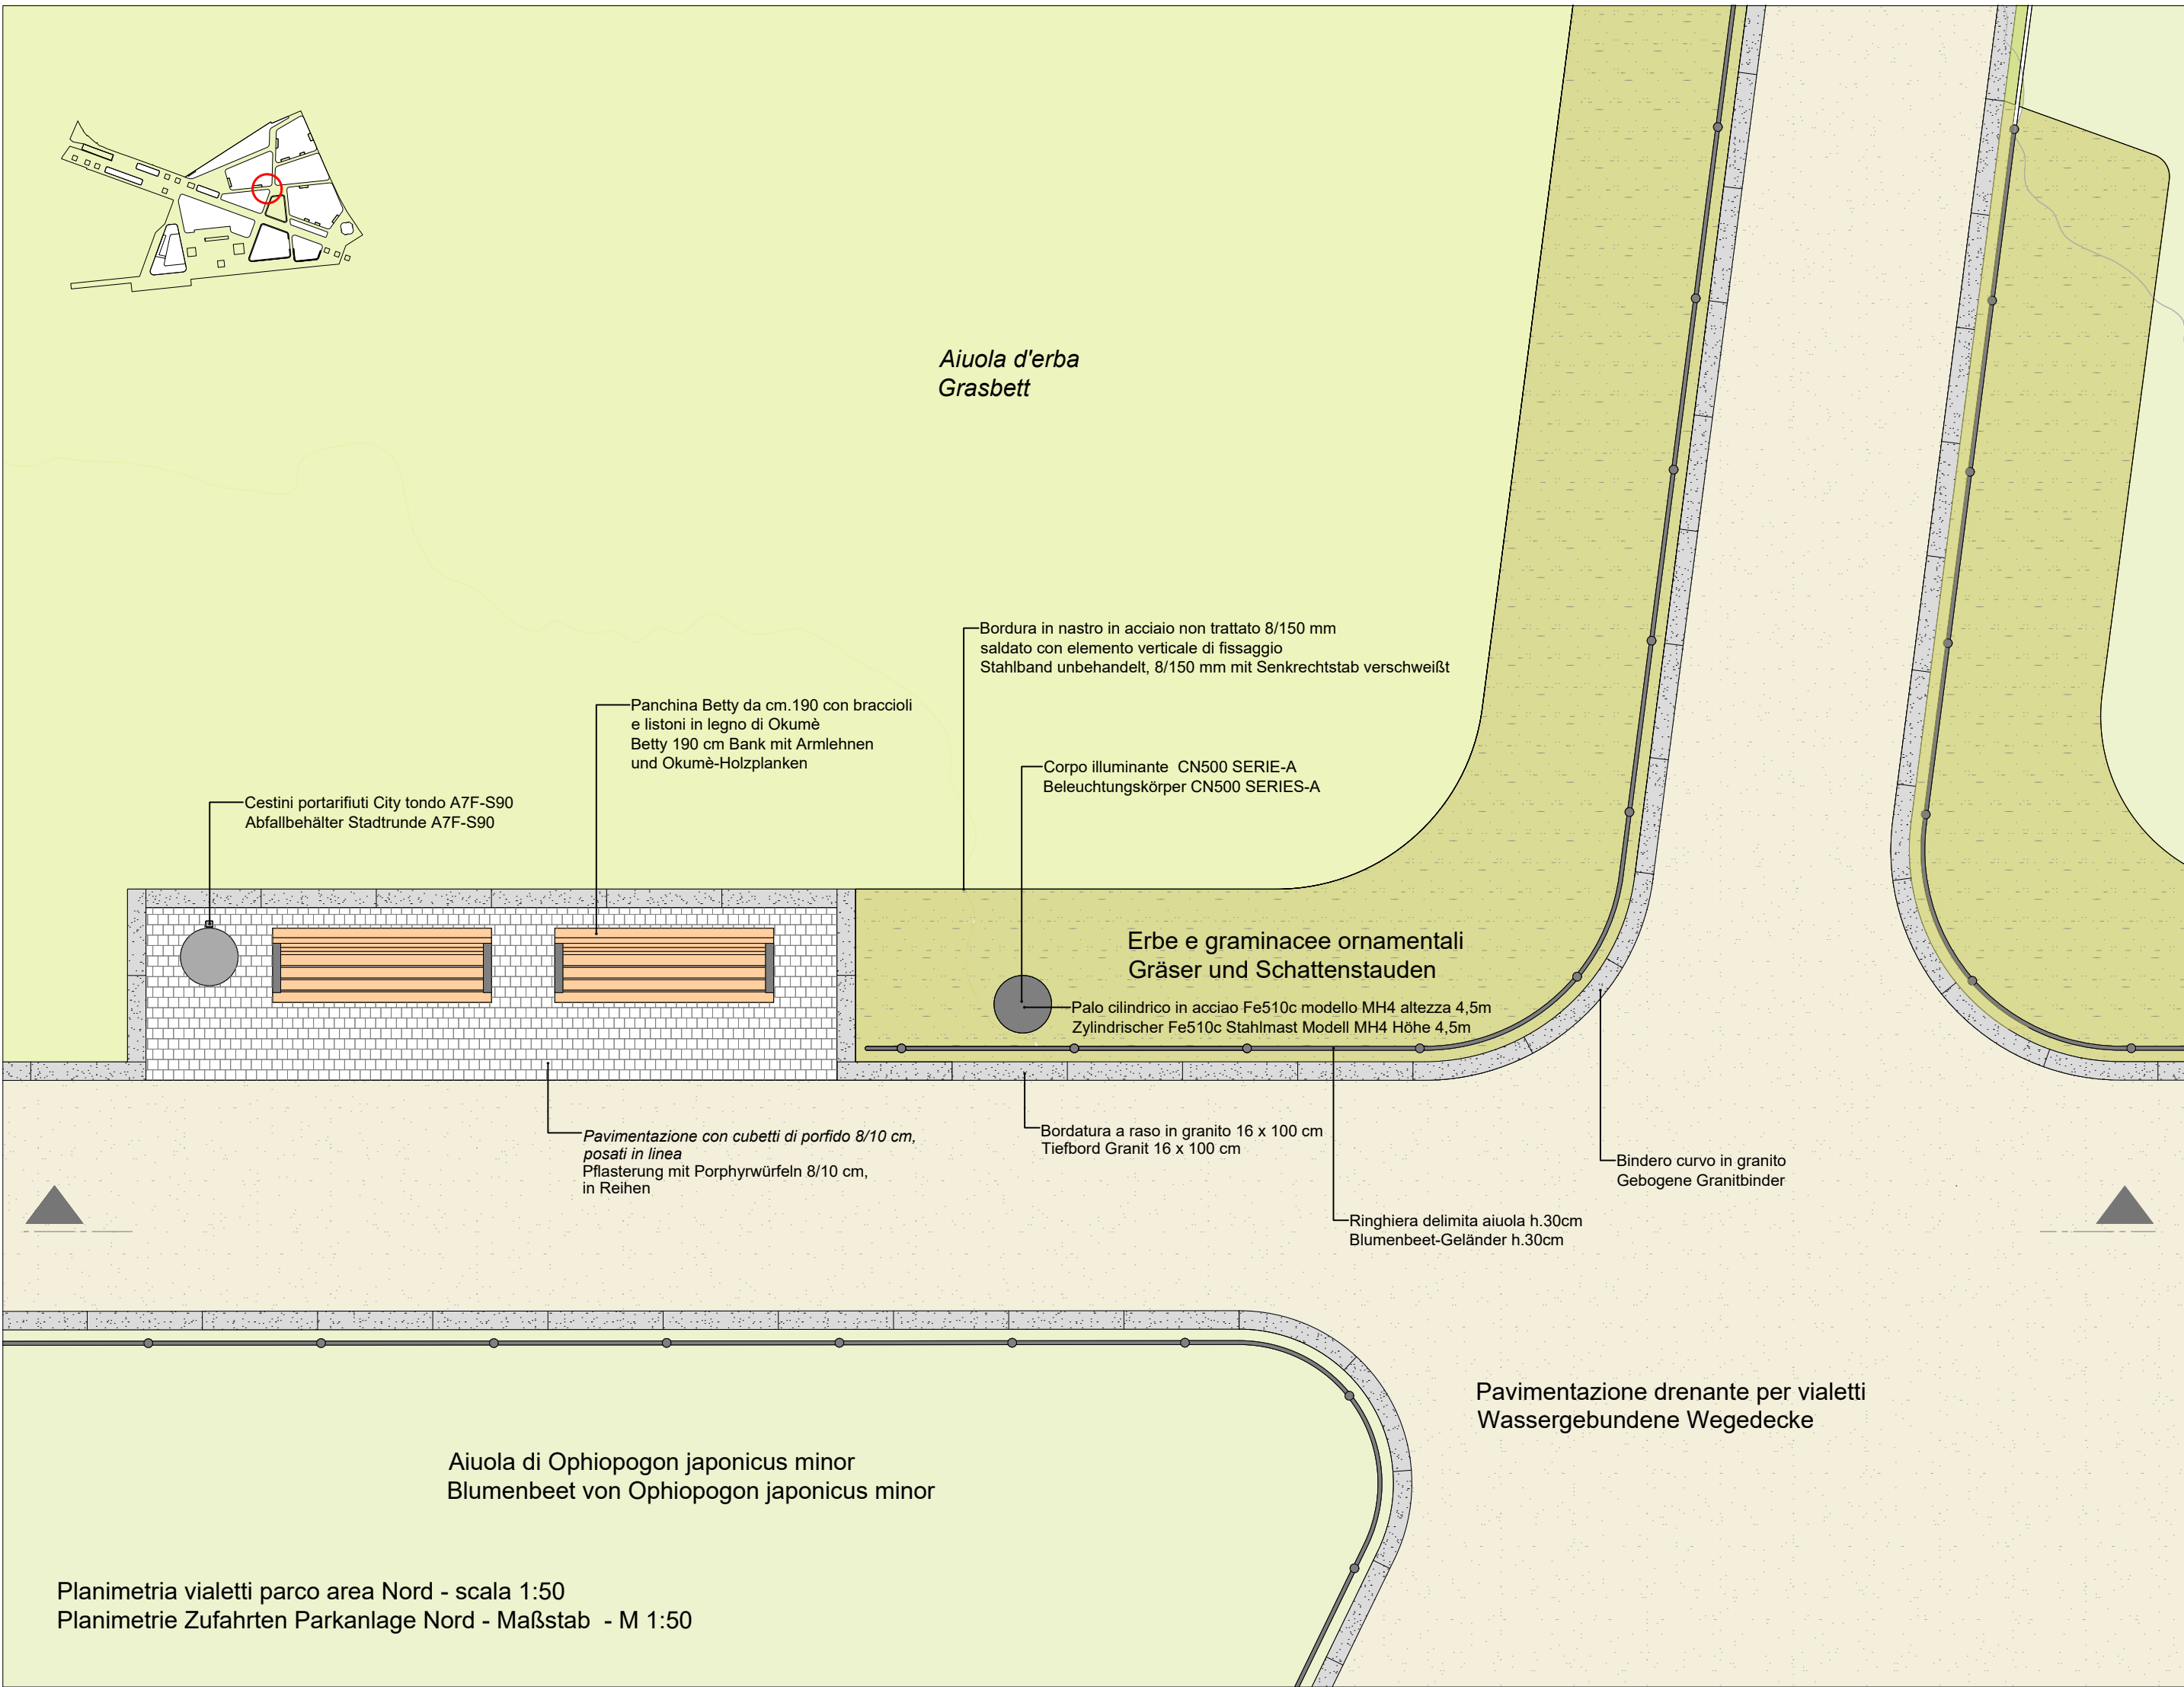 Aiuola d'erba
Grasbett
Bordura in nastro in acciaio non trattato 8/150 mm
saldato con elemento verticale di fissaggio
Stahlband unbehandelt, 8/150 mm mit Senkrechtstab verschweißt
Panchina Betty da cm.190 con braccioli
e listoni in legno di Okumè
Betty 190 cm Bank mit Armlehnen
und Okumè-Holzplanken
Corpo illuminante CN500 SERIE-A
Beleuchtungskörper CN500 SERIES-A
Cestini portarifiuti City tondo A7F-S90
Abfallbehälter Stadtrunde A7F-S90
Erbe e graminacee ornamentali
Gräser und Schattenstauden
Palo cilindrico in acciao Fe510c modello MH4 altezza 4,5m
Zylindrischer Fe510c Stahlmast Modell MH4 Höhe 4,5m
Pavimentazione con cubetti di porfido 8/10 cm,
posati in linea
Pflasterung mit Porphyrwürfeln 8/10 cm,
in Reihen
Bordatura a raso in granito 16 x 100 cm
Tiefbord Granit 16 x 100 cm
Bindero curvo in granito
Gebogene Granitbinder
Ringhiera delimita aiuola h.30cm
Blumenbeet-Geländer h.30cm
Pavimentazione drenante per vialetti
Wassergebundene Wegedecke
Aiuola di Ophiopogon japonicus minor
Blumenbeet von Ophiopogon japonicus minor
Planimetria vialetti parco area Nord - scala 1:50
Planimetrie Zufahrten Parkanlage Nord - Maßstab - M 1:50